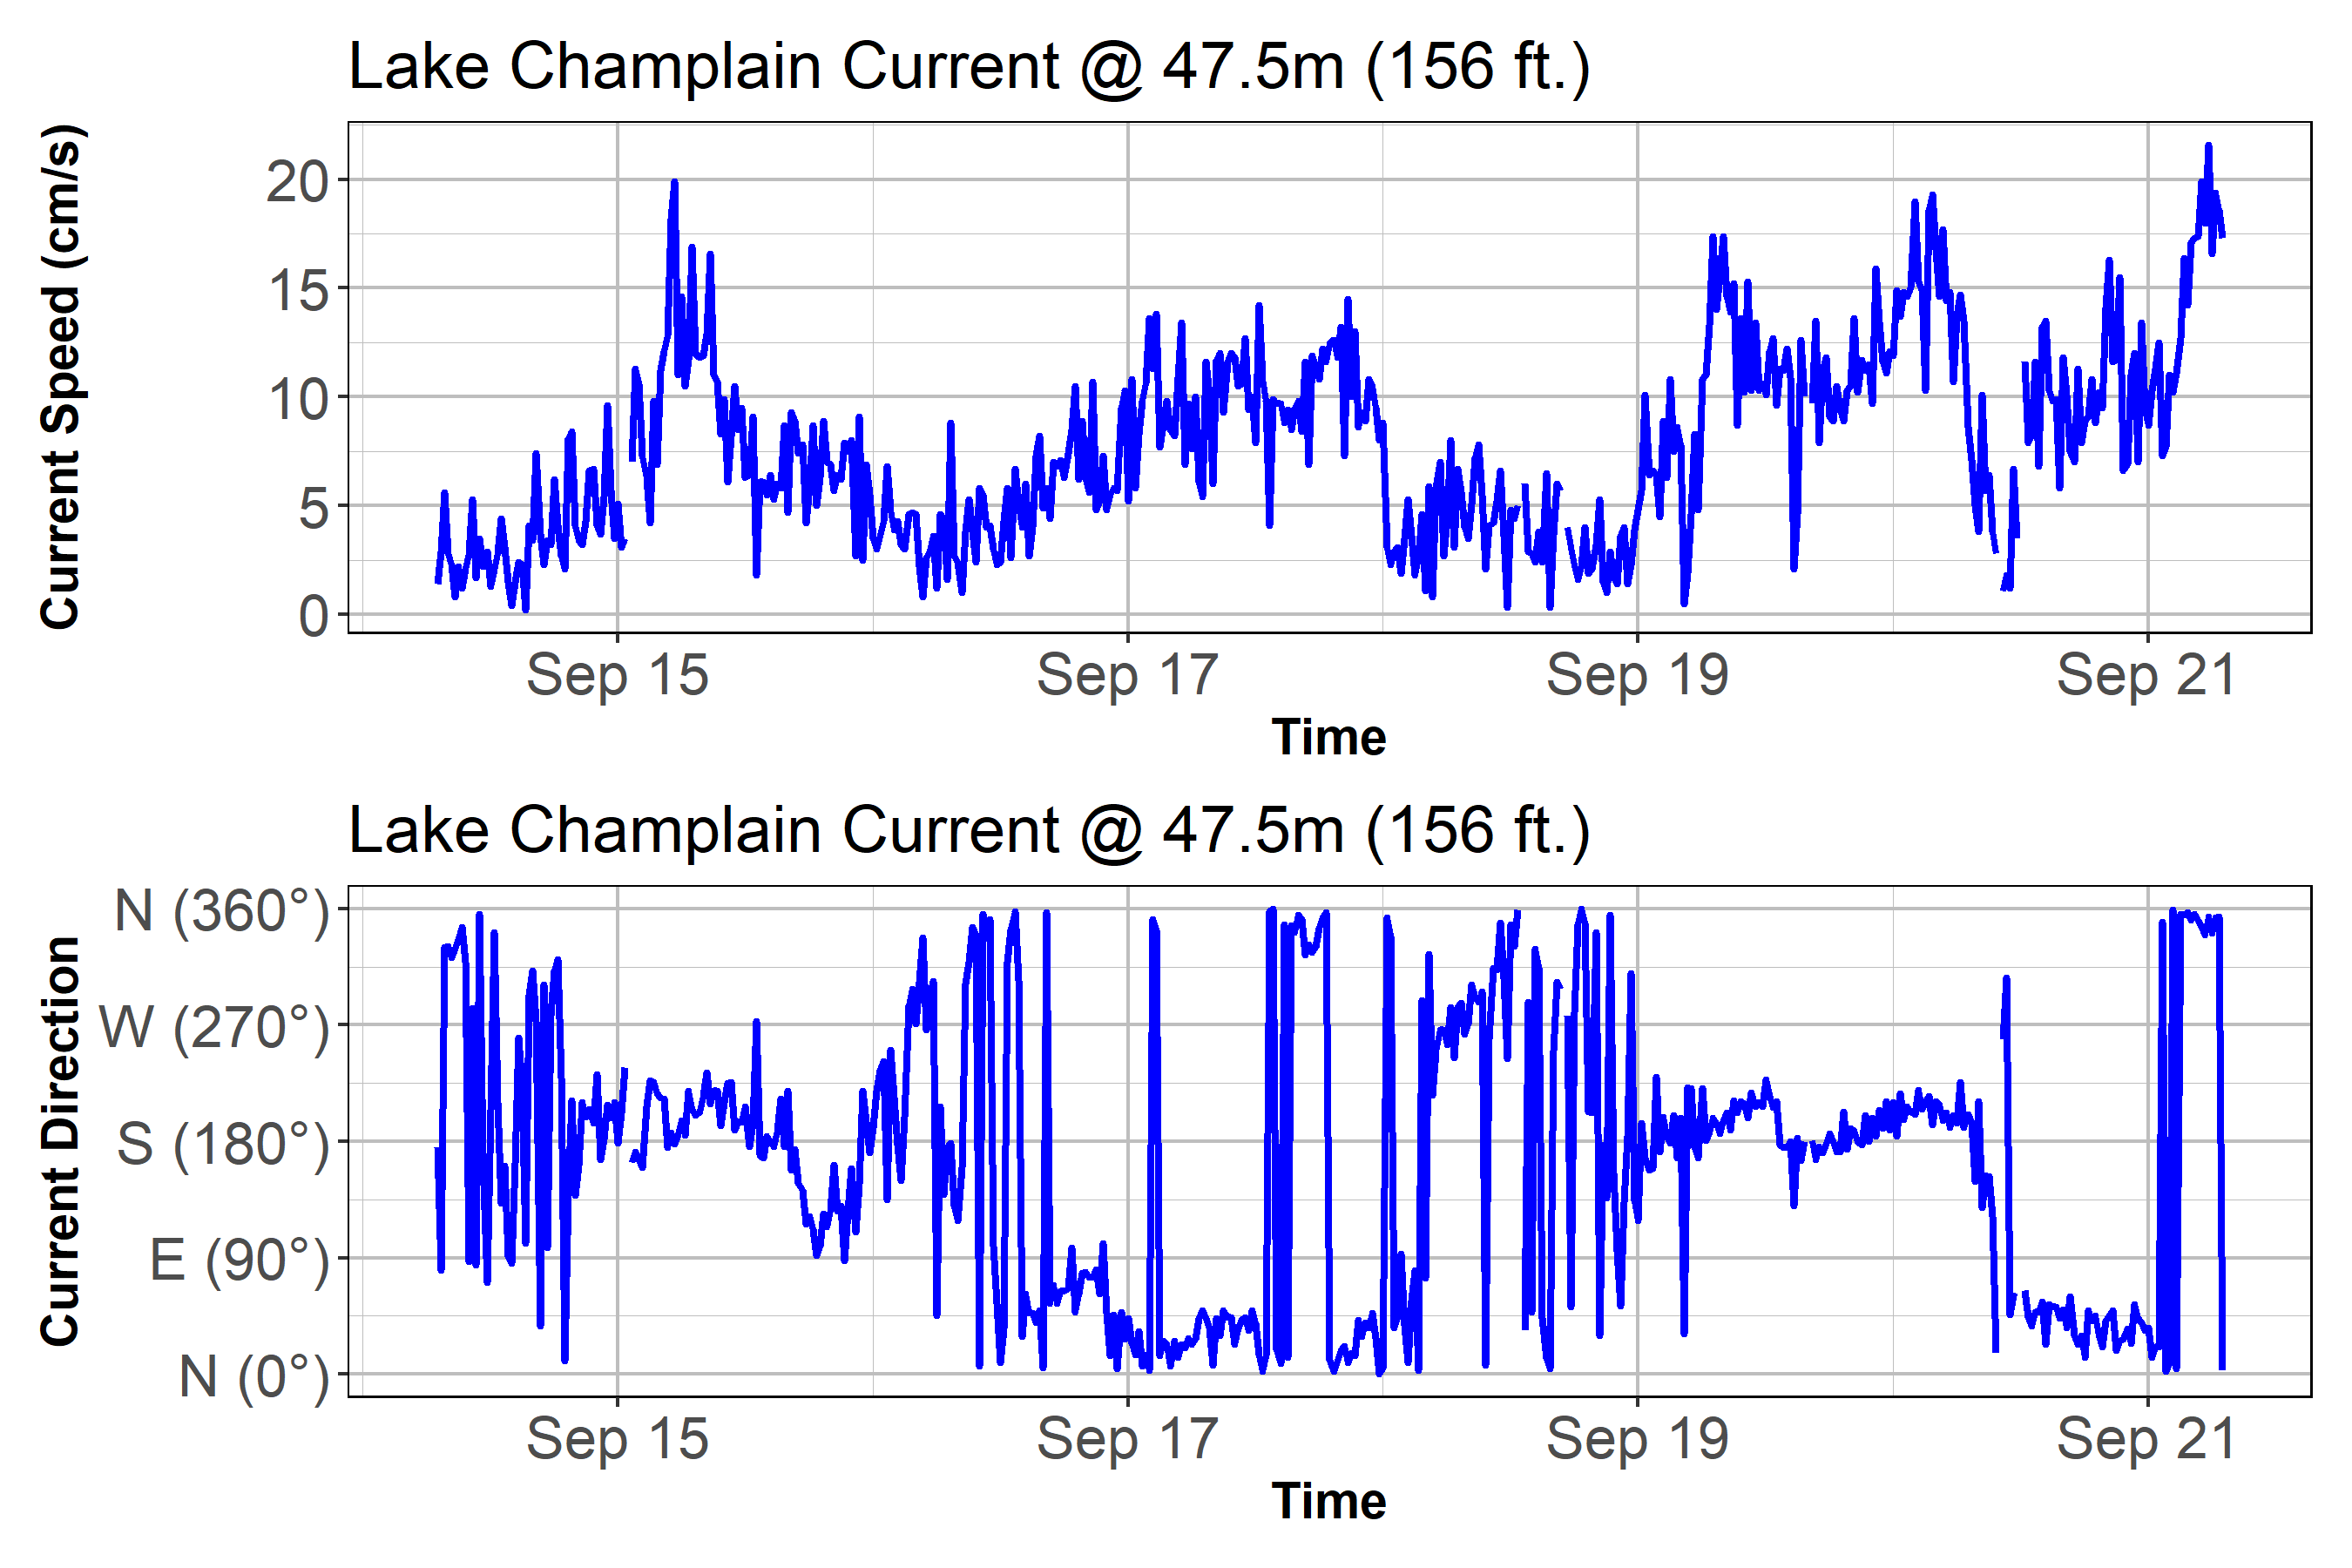 Lake Champlain Current @ 47.5m (156 ft.)
Current Speed (cm/s)
20
15
10
5
0
Sep 15
Sep 17
Sep 19
Sep 21
Time
Lake Champlain Current @ 47.5m (156 ft.)
Current Direction
N (360°)
W (270°)
S (180°)
E (90°)
N (0°)
Sep 15
Sep 17
Sep 19
Sep 21
Time